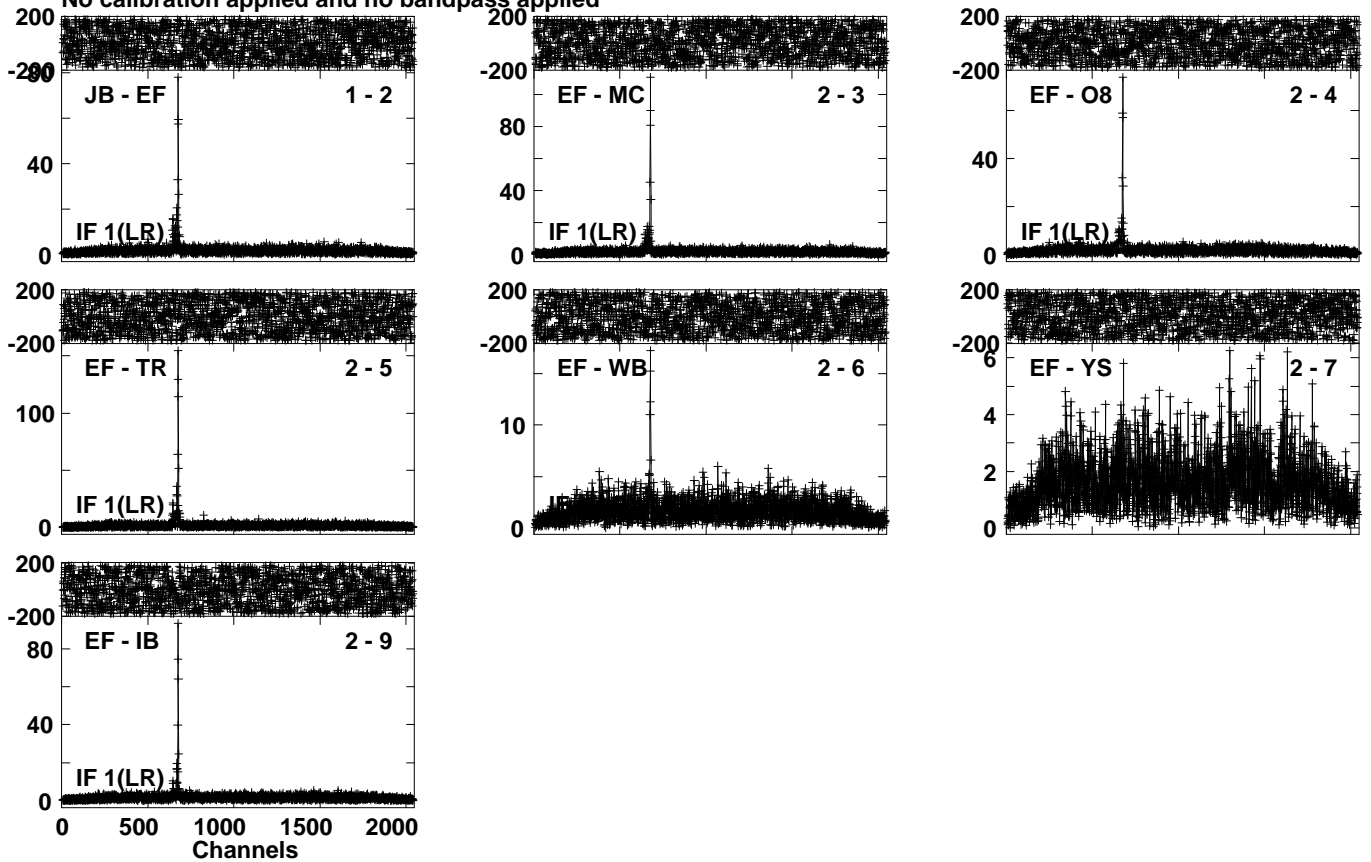 No calibration applied and no bandpass applied
200
-200
80
40
0
JB - EF 1 - 2
IF 1(LR)
80
40
0
EF - MC 2 - 3
IF 1(LR)
200
-200
40
0
EF - O8 2 - 4
IF 1(LR)
200
-200
100
0
EF - TR 2 - 5
IF 1(LR)
-200
10
0
EF - WB 2 - 6
IF
200
-200
6
4
2
0
EF - YS 2 - 7
200
-200
80
40
0
EF - IB 2 - 9
IF 1(LR)
0 500 1000 1500 2000
Channels